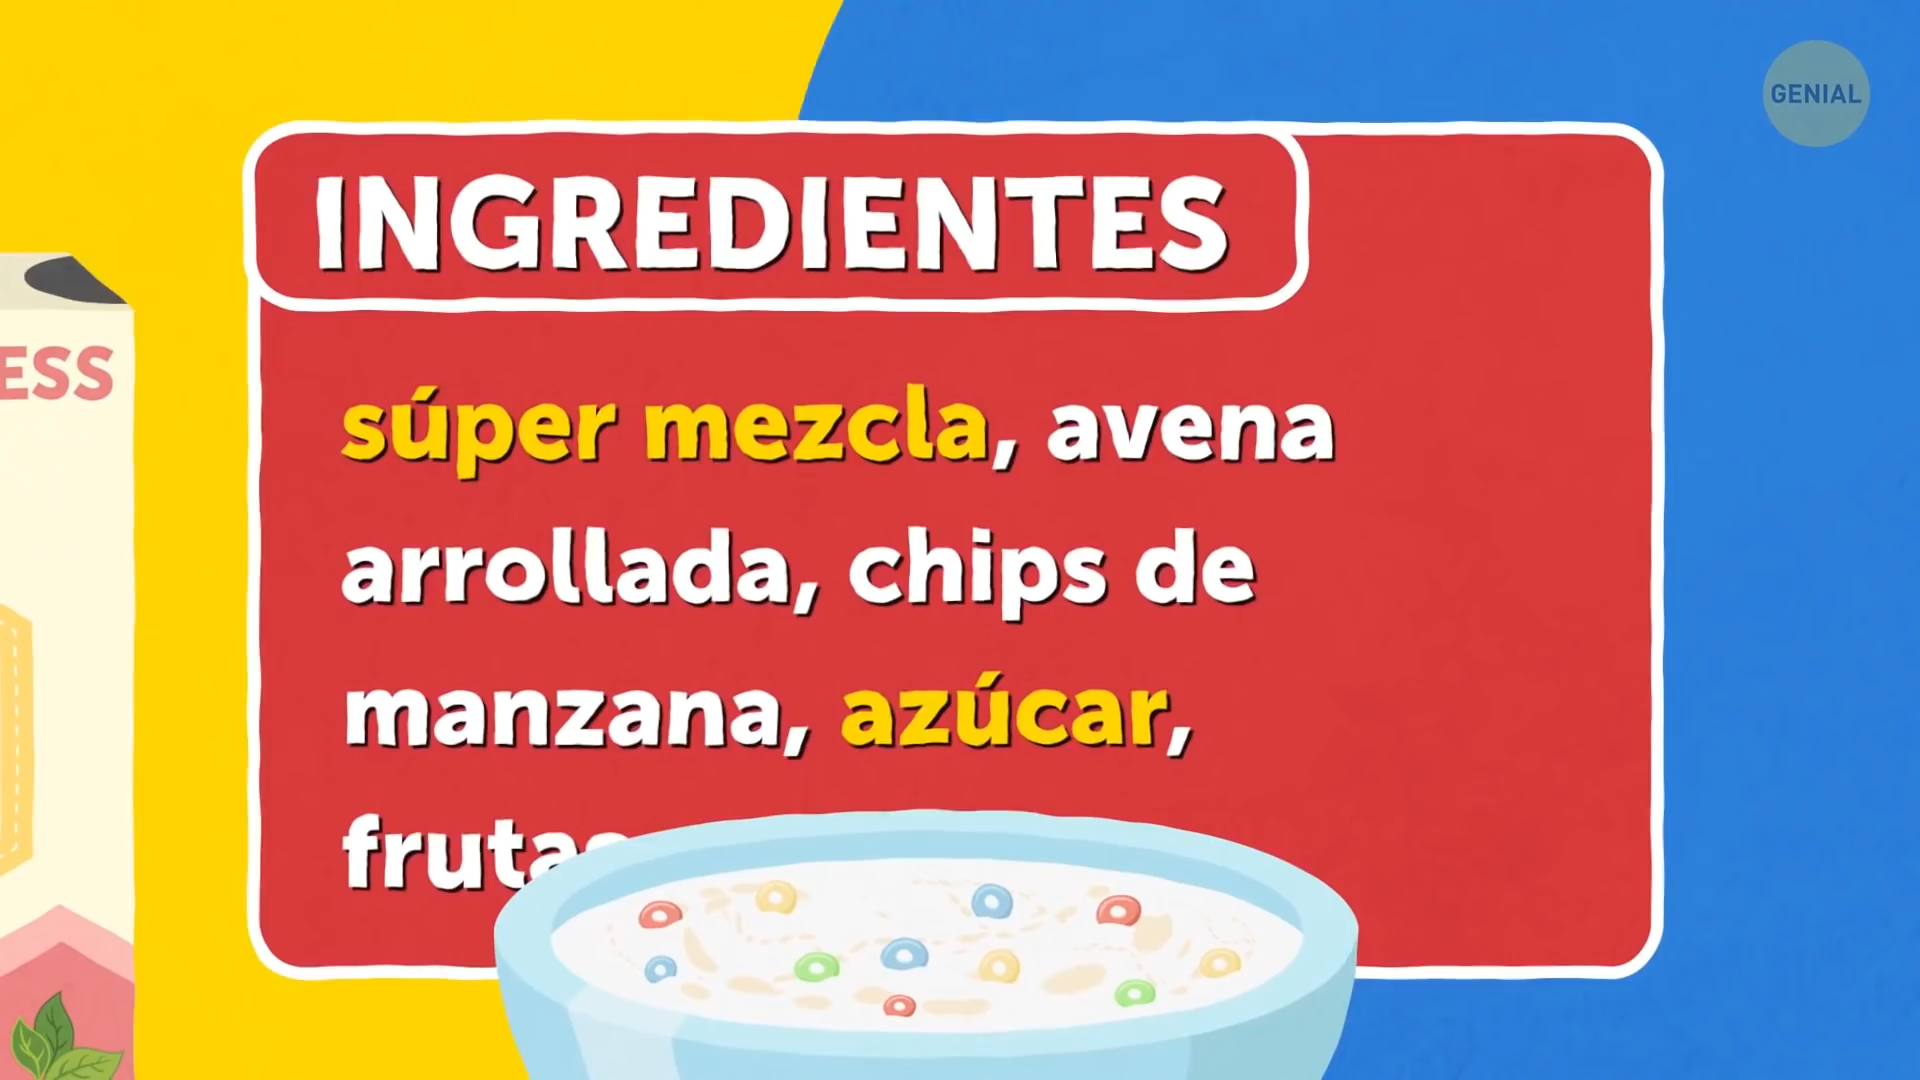 GENIAL
INGREDIENTES
súper mezcla, avena
arrollada, chips de
manzana, azúcar,
ESS